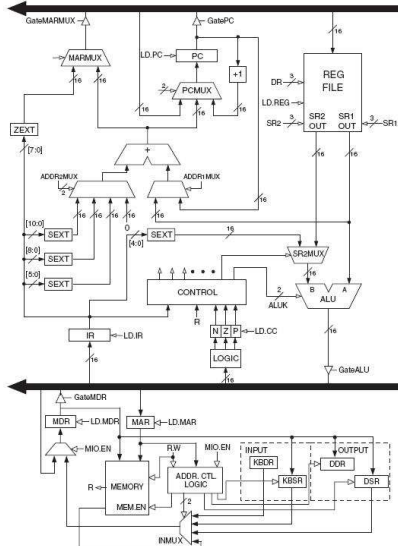 GateMARMUX
GatePC
16
16
16
MARMUX
LD.PC
PC
+1
2
PCMUX
16
16
16
16
REG
FILE
DR
3
LD.REG
SR2
3
SR2
OUT
SR1
OUT
3
SR1
ZEXT
[7:0]
+
16
ADDR2MUX
2
ADDR1MUX
16
16
16
16
[10:0]
SEXT
[8:0]
SEXT
[5:0]
SEXT
0
[4:0]
SEXT
16
16
16
16
SR2MUX
16
CONTROL
2
ALUK
B
A
ALU
R
IR
LD.IR
N
Z
P
LD.CC
LOGIC
16
16
16
GateALU
GateMDR
MDR
LD.MDR
MAR
LD.MAR
MIO.EN
R.W
MIO.EN
INPUT
OUTPUT
KBDR
DDR
KBSR
DSR
R
MEMORY
MEM.EN
ADDR. CTL.
LOGIC
2
INMUX